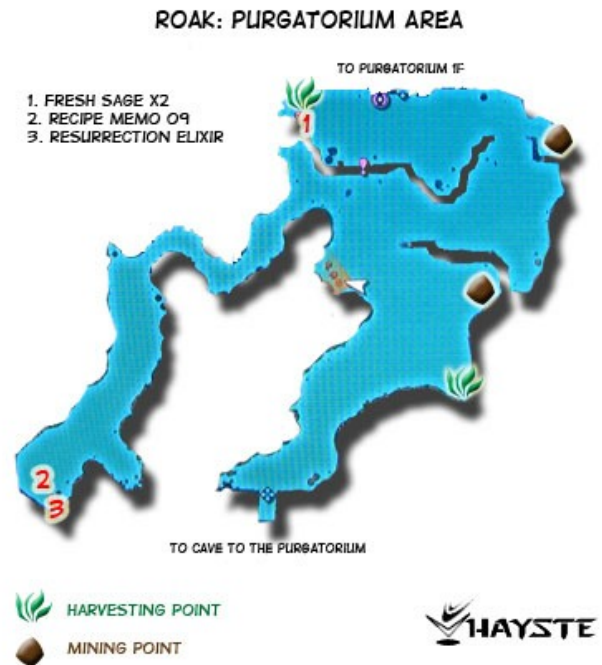 ROAK: PURGATORIUM AREA
TO PURGATORIUM 1F
1. FRESH SAGE X2
2. RECIPE MEMO 09
3. RESURRECTION ELIXIR
1
2
3
TO CAVE TO THE PURGATORIUM
HARVESTING POINT
MINING POINT
HAYSTE